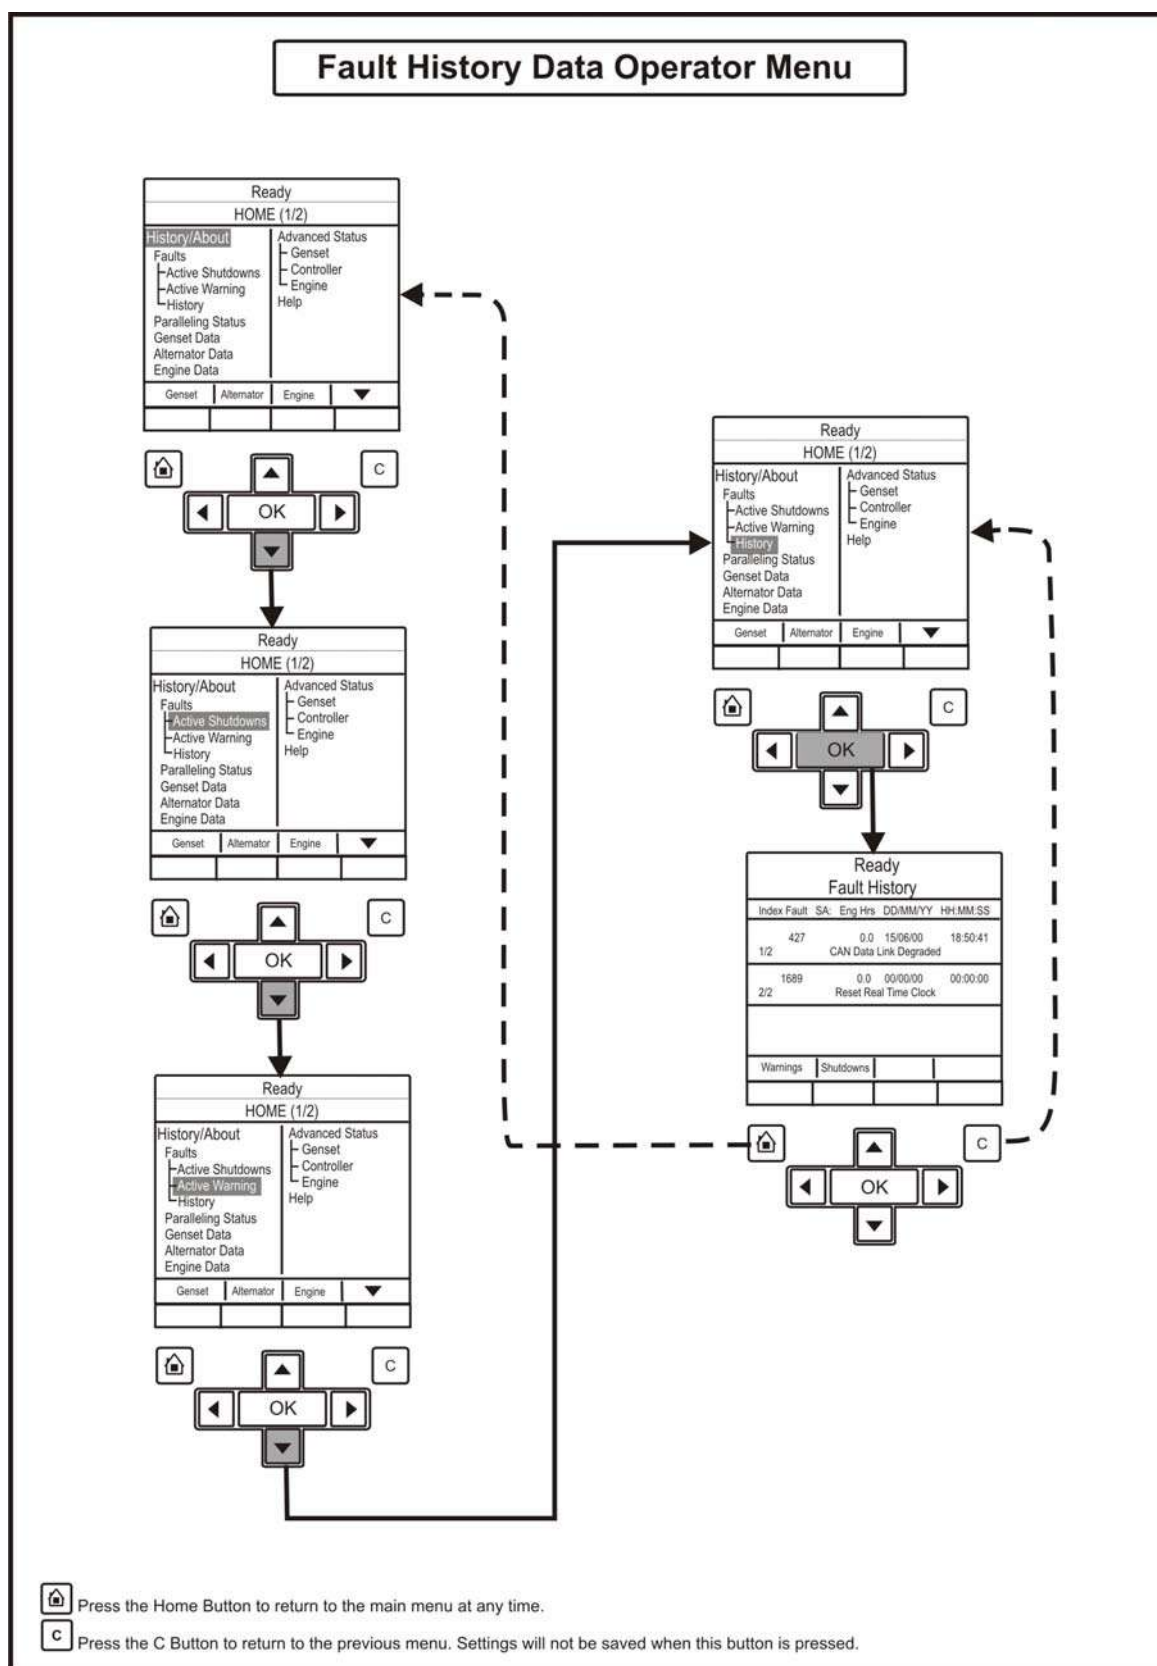 Fault History Data Operator Menu
Ready
HOME (1/2)
History/About
Faults
Active Shutdowns
Active Warning
History
Paralleling Status
Genset Data
Alternator Data
Engine Data
Advanced Status
Genset
Controller
Engine
Help
Genset Alternator Engine
C
OK
Ready
HOME (1/2)
History/About
Faults
Active Shutdowns
Active Warning
History
Paralleling Status
Genset Data
Alternator Data
Engine Data
Advanced Status
Genset
Controller
Engine
Help
Genset Alternator Engine
C
OK
Ready
HOME (1/2)
History/About
Faults
Active Shutdowns
Active Warning
History
Paralleling Status
Genset Data
Alternator Data
Engine Data
Advanced Status
Genset
Controller
Engine
Help
Genset Alternator Engine
C
OK
Ready
HOME (1/2)
History/About
Faults
Active Shutdowns
Active Warning
History
Paralleling Status
Genset Data
Alternator Data
Engine Data
Advanced Status
Genset
Controller
Engine
Help
Genset Alternator Engine
C
OK
Ready
Fault History
Index Fault SA: Eng Hrs DD/MM/YY HH:MM:SS
427 0.0 15/06/00 18:50:41
1/2 CAN Data Link Degraded
1689 0.0 00/00/00 00:00:00
2/2 Reset Real Time Clock
Warnings Shutdowns
C
OK
Press the Home Button to return to the main menu at any time.
C Press the C Button to return to the previous menu. Settings will not be saved when this button is pressed.